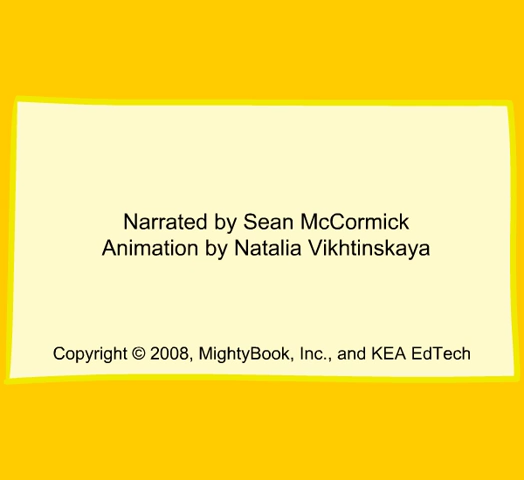 Narrated by Sean McCormick
Animation by Natalia Vikhtinskaya
Copyright © 2008, MightyBook, Inc., and KEA EdTech